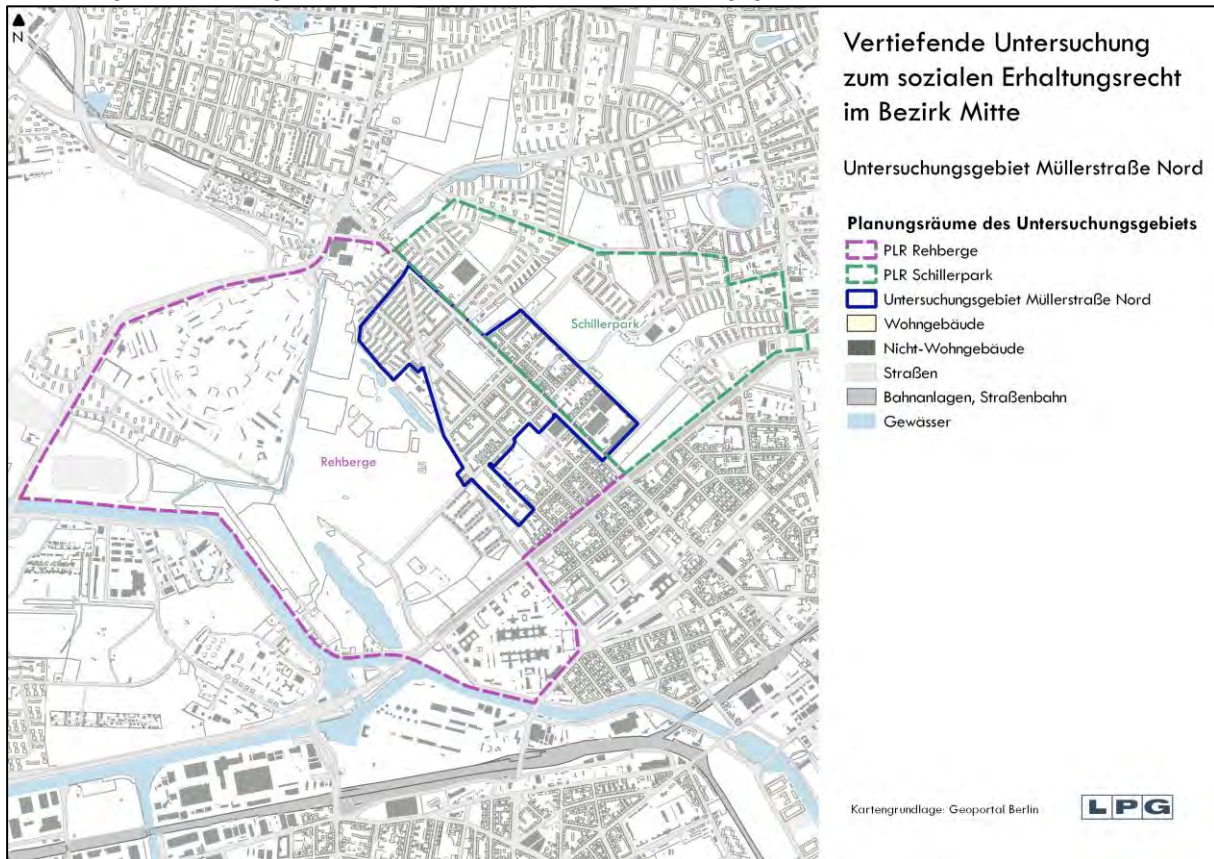 N
Vertiefende Untersuchung
zum sozialen Erhaltungsrecht
im Bezirk Mitte
Untersuchungsgebiet Müllerstraße Nord
Planungsräume des Untersuchungsgebiets
PLR Rehberge
PLR Schillerpark
Untersuchungsgebiet Müllerstraße Nord
Wohngebäude
Nicht-Wohngebäude
Straßen
Bahnanlagen, Straßenbahn
Gewässer
Schillerpark
Rehberge
Kartengrundlage: Geoportal Berlin
LPG